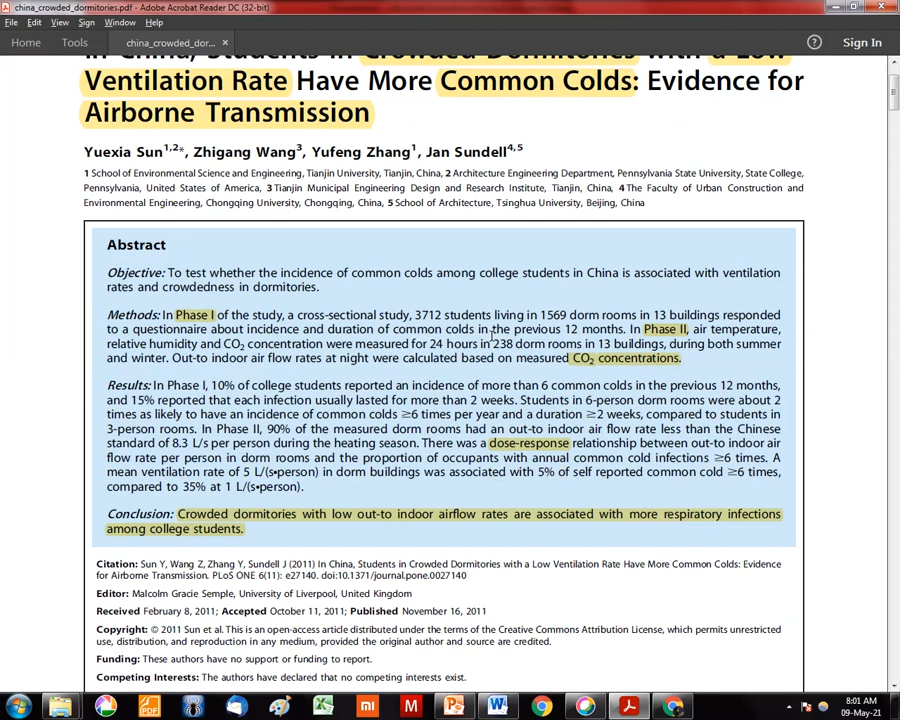 china_crowded_dormitories.pdf - Adobe Acrobat Reader DC (32-bit)
File Edit View Sign Window Help
Home Tools china_crowded_dor... × ? Sign In
In China, Students in Crowded Dormitories with a Low
Ventilation Rate Have More Common Colds: Evidence for
Airborne Transmission
Yuexia Sun1,2*, Zhigang Wang3, Yufeng Zhang1, Jan Sundell4,5
1 School of Environmental Science and Engineering, Tianjin University, Tianjin, China, 2 Architecture Engineering Department, Pennsylvania State University, State College,
Pennsylvania, United States of America, 3 Tianjin Municipal Engineering Design and Research Institute, Tianjin, China, 4 The Faculty of Urban Construction and
Environmental Engineering, Chongqing University, Chongqing, China, 5 School of Architecture, Tsinghua University, Beijing, China
Abstract
Objective: To test whether the incidence of common colds among college students in China is associated with ventilation
rates and crowdedness in dormitories.
Methods: In Phase I of the study, a cross-sectional study, 3712 students living in 1569 dorm rooms in 13 buildings responded
to a questionnaire about incidence and duration of common colds in the previous 12 months. In Phase II, air temperature,
relative humidity and CO2 concentration were measured for 24 hours in 238 dorm rooms in 13 buildings, during both summer
and winter. Out-to indoor air flow rates at night were calculated based on measured CO2 concentrations.
Results: In Phase I, 10% of college students reported an incidence of more than 6 common colds in the previous 12 months,
and 15% reported that each infection usually lasted for more than 2 weeks. Students in 6-person dorm rooms were about 2
times as likely to have an incidence of common colds ≥6 times per year and a duration ≥2 weeks, compared to students in
3-person rooms. In Phase II, 90% of the measured dorm rooms had an out-to indoor air flow rate less than the Chinese
standard of 8.3 L/s per person during the heating season. There was a dose-response relationship between out-to indoor air
flow rate per person in dorm rooms and the proportion of occupants with annual common cold infections ≥6 times. A
mean ventilation rate of 5 L/(s•person) in dorm buildings was associated with 5% of self reported common cold ≥6 times,
compared to 35% at 1 L/(s•person).
Conclusion: Crowded dormitories with low out-to indoor airflow rates are associated with more respiratory infections
among college students.
Citation: Sun Y, Wang Z, Zhang Y, Sundell J (2011) In China, Students in Crowded Dormitories with a Low Ventilation Rate Have More Common Colds: Evidence
for Airborne Transmission. PLoS ONE 6(11): e27140. doi:10.1371/journal.pone.0027140
Editor: Malcolm Gracie Semple, University of Liverpool, United Kingdom
Received February 8, 2011; Accepted October 11, 2011; Published November 16, 2011
Copyright: © 2011 Sun et al. This is an open-access article distributed under the terms of the Creative Commons Attribution License, which permits unrestricted
use, distribution, and reproduction in any medium, provided the original author and source are credited.
Funding: These authors have no support or funding to report.
Competing Interests: The authors have declared that no competing interests exist.
8:01 AM
09-May-21